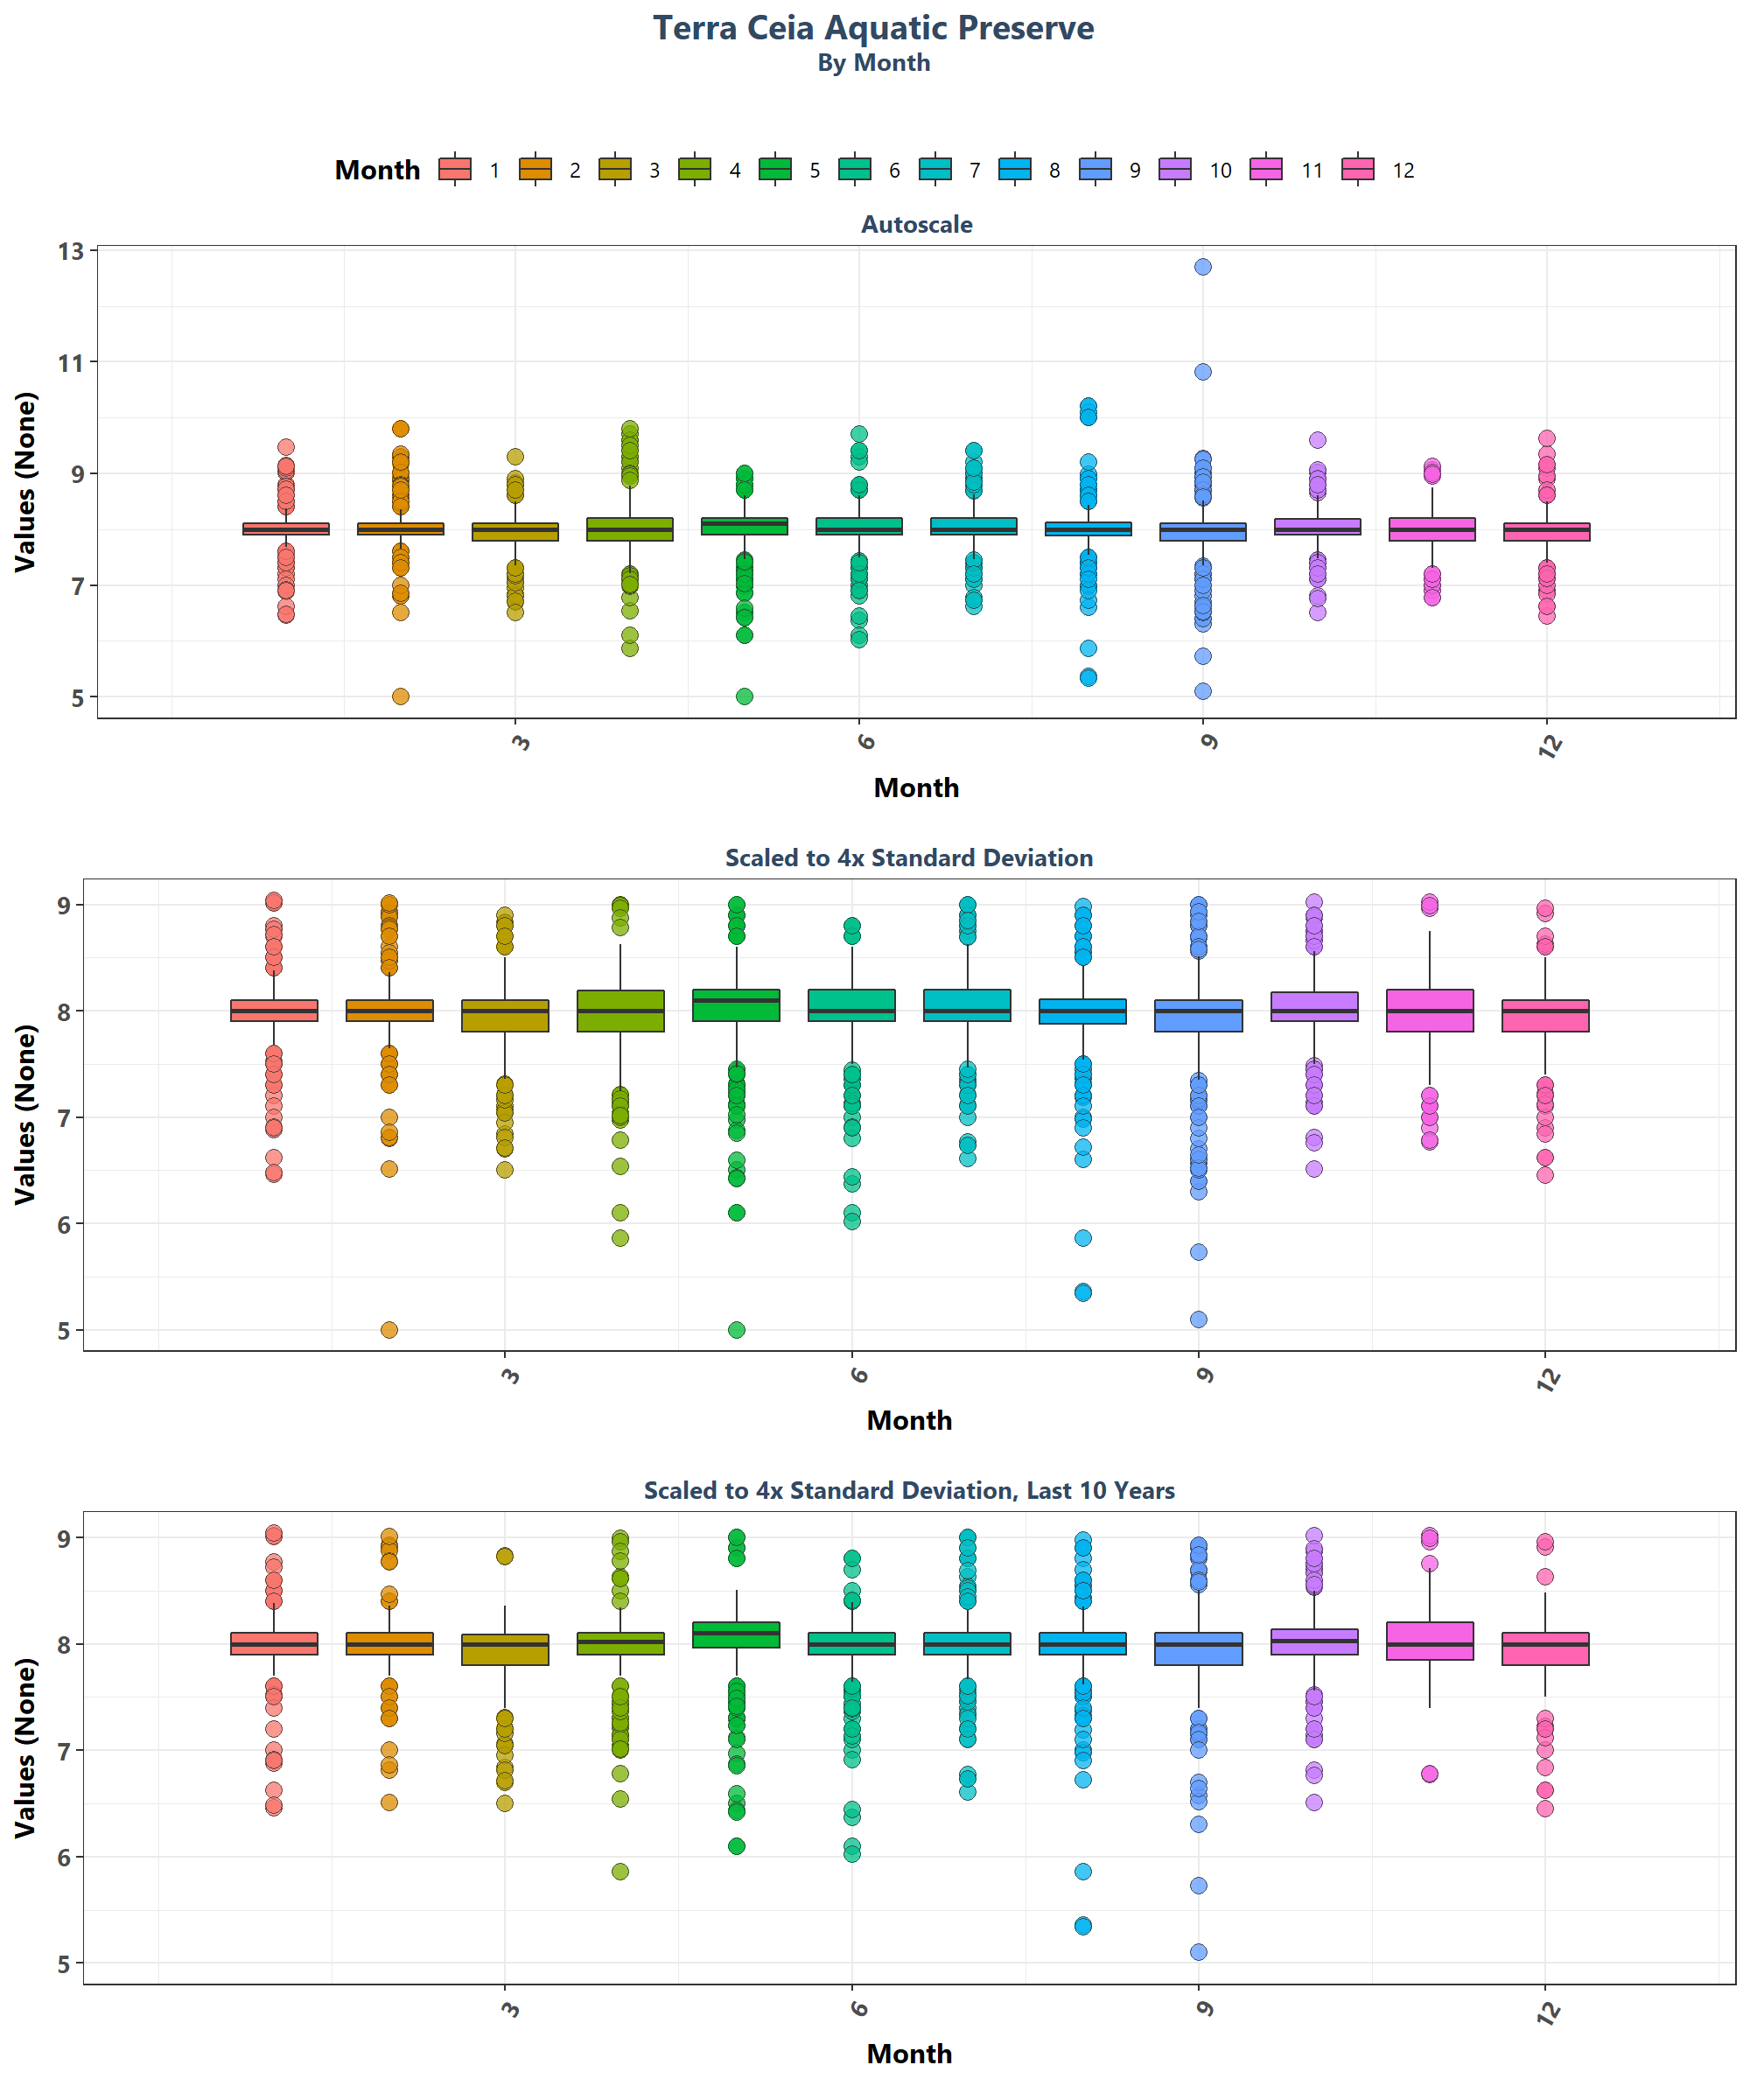 Terra Ceia Aquatic Preserve
By Month
Month 1 2 3 4 5 6 7 8 9 10 11 12
Autoscale
Values (None)
13
11
9
7
5
3 6 9 12
Month
Scaled to 4x Standard Deviation
Values (None)
9
8
7
6
5
3 6 9 12
Month
Scaled to 4x Standard Deviation, Last 10 Years
Values (None)
9
8
7
6
5
3 6 9 12
Month